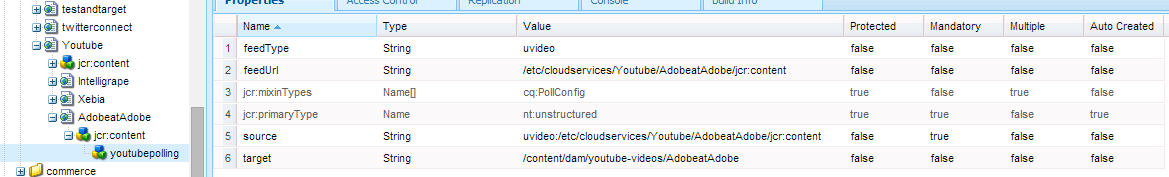 testandtarget
twitterconnect
Youtube
jcr:content
Intelligrape
Xebia
AdobeatAdobe
jcr:content
youtubepolling
commerce
Properties Access Control Replication Console Build Info
Name Type Value Protected Mandatory Multiple Auto Created
1 feedType String uvideo false false false false
2 feedUrl String /etc/cloudservices/Youtube/AdobeatAdobe/jcr:content false false false false
3 jcr:mixinTypes Name[] cq:PollConfig true false true false
4 jcr:primaryType Name nt:unstructured true true false true
5 source String uvideo:/etc/cloudservices/Youtube/AdobeatAdobe/jcr:content false true false false
6 target String /content/dam/youtube-videos/AdobeatAdobe false false false false